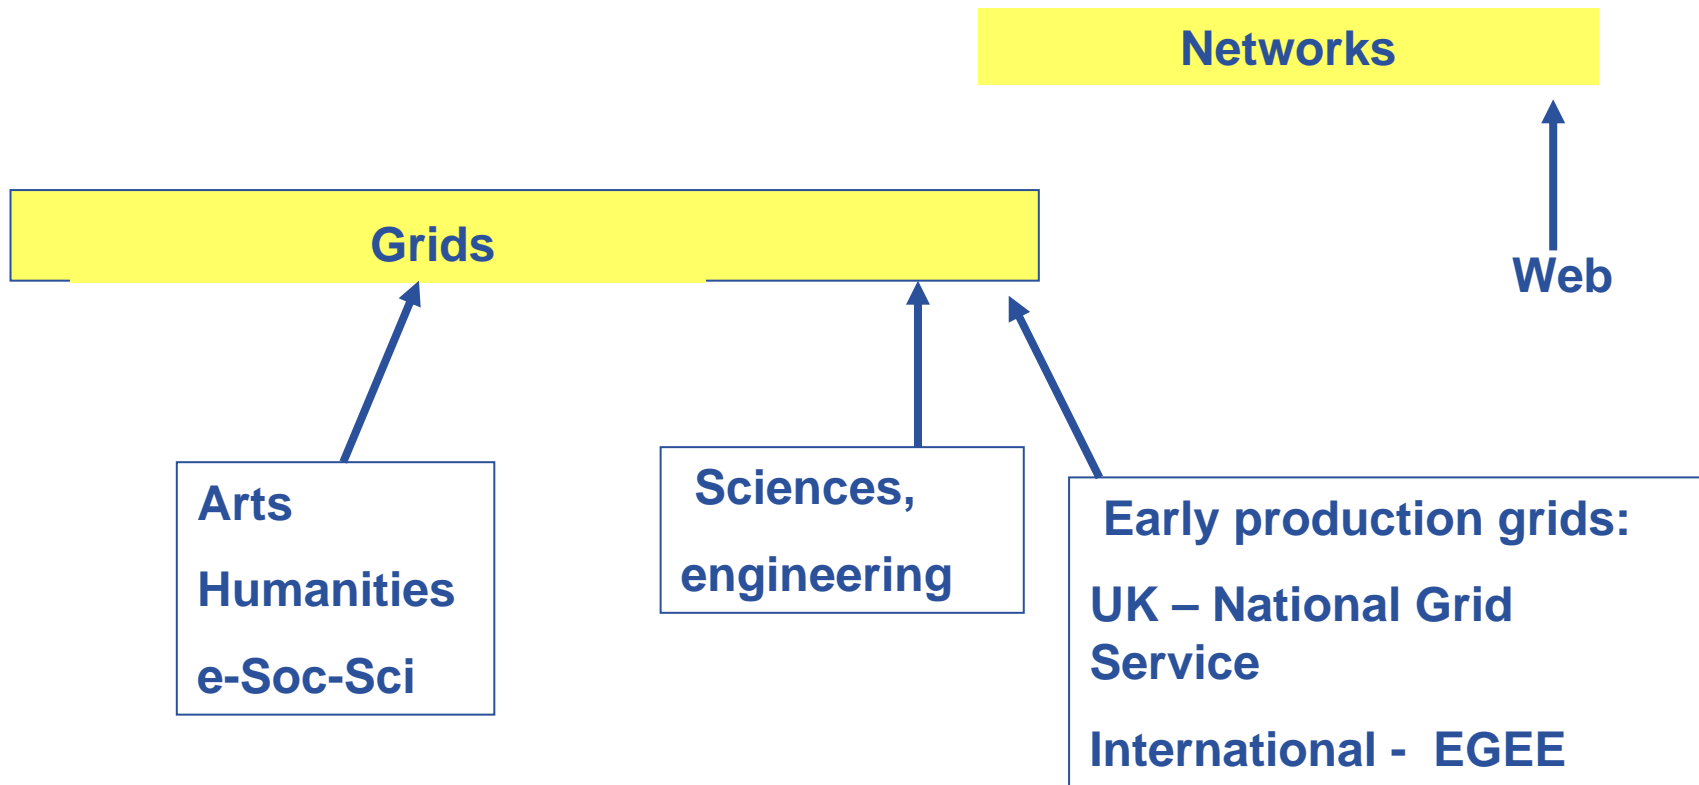 Networks
Grids
Web
Arts
Humanities
e-Soc-Sci
Sciences,
engineering
Early production grids:
UK – National Grid
Service
International - EGEE